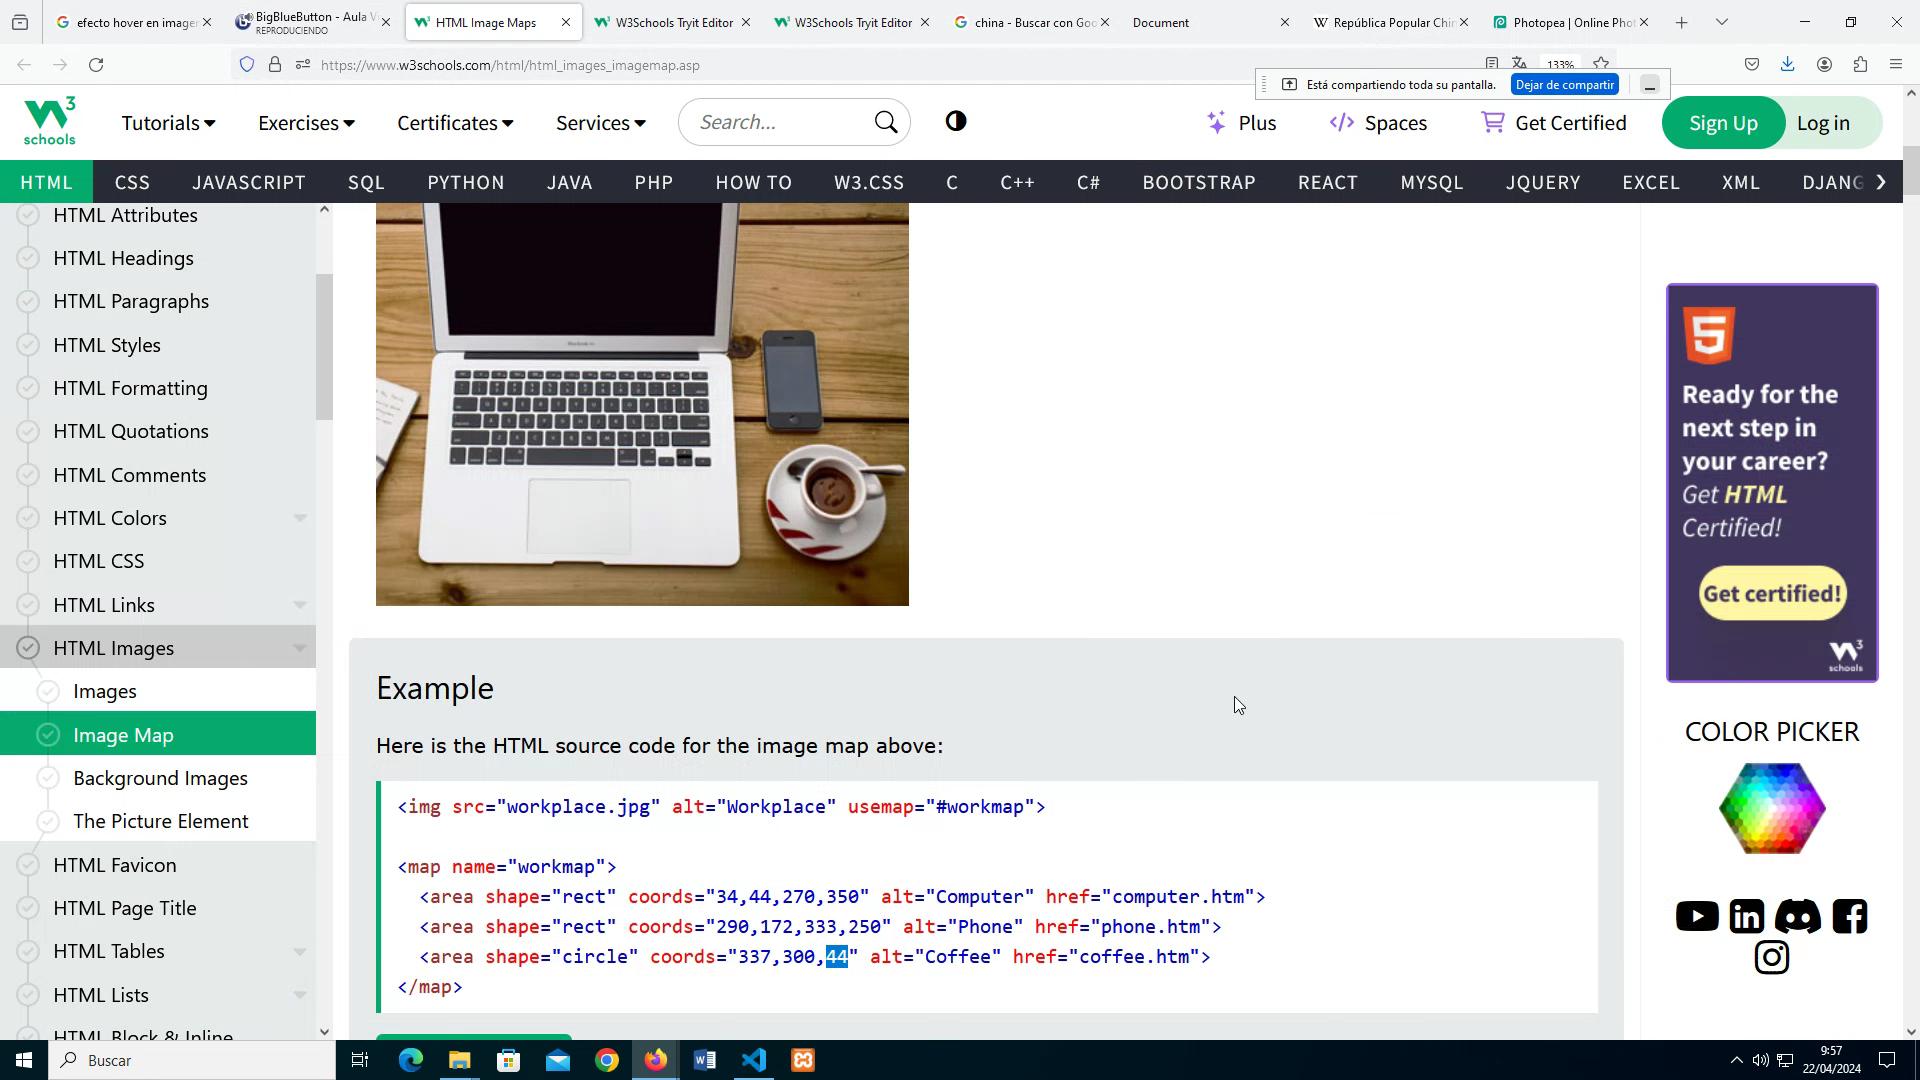 efecto hover en imagen
BigBlueButton - Aula V
REPRODUCIENDO
HTML Image Maps
W3Schools Tryit Editor
W3Schools Tryit Editor
china - Buscar con Goo
Document
República Popular Chin
Photopea | Online Phot
https://www.w3schools.com/html/html_images_imagemap.asp
133%
Está compartiendo toda su pantalla.
Dejar de compartir
3
schools
Tutorials
Exercises
Certificates
Services
Search...
Plus
Spaces
Get Certified
Sign Up
Log in
HTML
CSS
JAVASCRIPT
SQL
PYTHON
JAVA
PHP
HOW TO
W3.CSS
C
C++
C#
BOOTSTRAP
REACT
MYSQL
JQUERY
EXCEL
XML
DJANG
HTML Attributes
HTML Headings
HTML Paragraphs
HTML Styles
HTML Formatting
HTML Quotations
HTML Comments
HTML Colors
HTML CSS
HTML Links
HTML Images
Images
Image Map
Background Images
The Picture Element
HTML Favicon
HTML Page Title
HTML Tables
HTML Lists
HTML Block & Inline
Example
Here is the HTML source code for the image map above:
<img src="workplace.jpg" alt="Workplace" usemap="#workmap">
<map name="workmap">
<area shape="rect" coords="34,44,270,350" alt="Computer" href="computer.htm">
<area shape="rect" coords="290,172,333,250" alt="Phone" href="phone.htm">
<area shape="circle" coords="337,300,44" alt="Coffee" href="coffee.htm">
</map>
5
Ready for the
next step in
your career?
Get HTML
Certified!
Get certified!
3
schools
COLOR PICKER
Buscar
9:57
22/04/2024